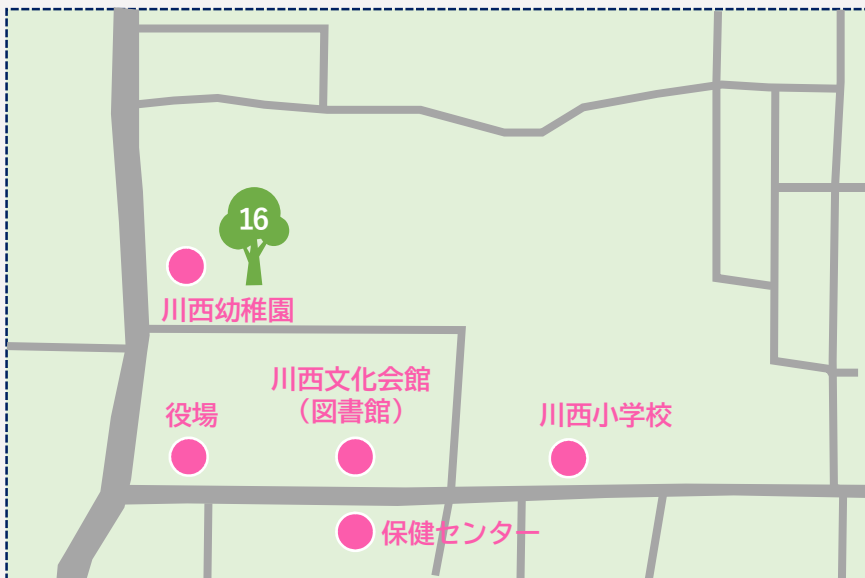 16
川西幼稚園
川西文化会館
（図書館）
役場
川西小学校
保健センター